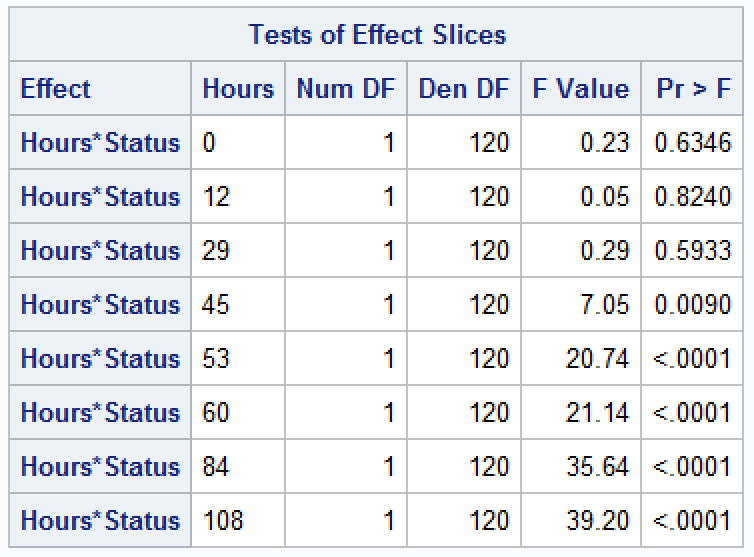 Tests of Effect Slices
Effect Hours Num DF Den DF F Value Pr > F
Hours*Status 0 1 120 0.23 0.6346
Hours*Status 12 1 120 0.05 0.8240
Hours*Status 29 1 120 0.29 0.5933
Hours*Status 45 1 120 7.05 0.0090
Hours*Status 53 1 120 20.74 <.0001
Hours*Status 60 1 120 21.14 <.0001
Hours*Status 84 1 120 35.64 <.0001
Hours*Status 108 1 120 39.20 <.0001